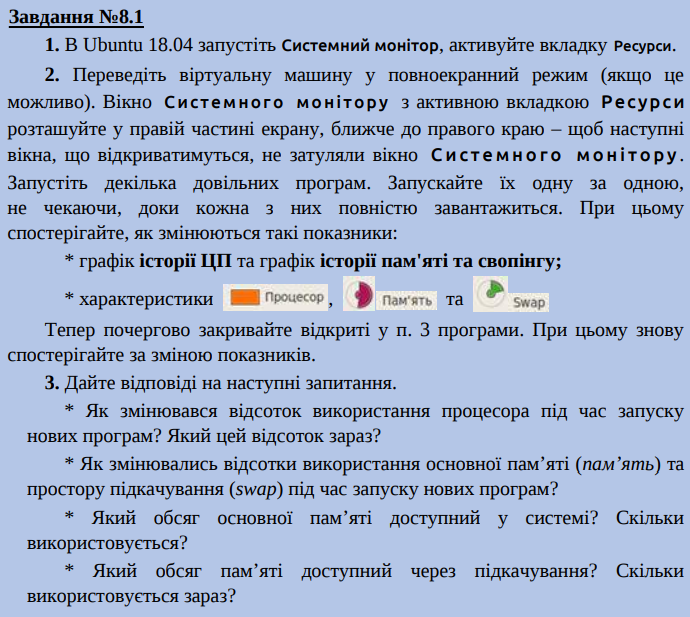 Завдання №8.1
1. В Ubuntu 18.04 запустіть Системний монітор, активуйте вкладку Ресурси.
2. Переведіть віртуальну машину у повноекранний режим (якщо це
можливо). Вікно Системного монітору з активною вкладкою Ресурси
розташуйте у правій частині екрану, ближче до правого краю – щоб наступні
вікна, що відкриватимуться, не затуляли вікно Системного монітору.
Запустіть декілька довільних програм. Запускайте їх одну за одною,
не чекаючи, доки кожна з них повністю завантажиться. При цьому
спостерігайте, як змінюються такі показники:
* графік історії ЦП та графік історії пам'яті та свопінгу;
* характеристики Процесор, Пам'ять та Swap
Тепер почергово закривайте відкриті у п. 3 програми. При цьому знову
спостерігайте за зміною показників.
3. Дайте відповіді на наступні запитання.
* Як змінювався відсоток використання процесора під час запуску
нових програм? Який цей відсоток зараз?
* Як змінювались відсотки використання основної пам’яті (пам’ять) та
простору підкачування (swap) під час запуску нових програм?
* Який обсяг основної пам’яті доступний у системі? Скільки
використовується?
* Який обсяг пам’яті доступний через підкачування? Скільки
використовується зараз?